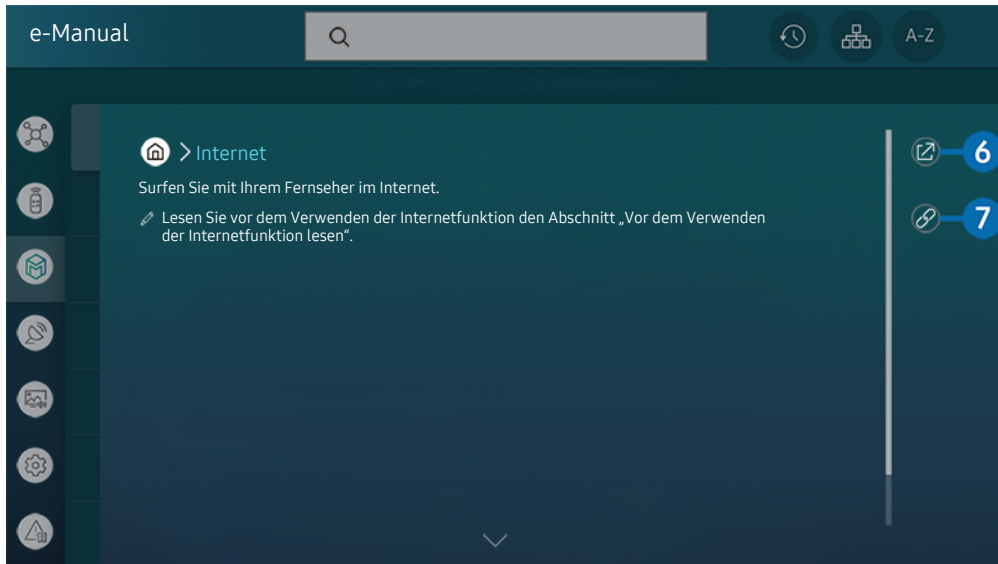 e-Manual
A-Z
> Internet
6
Surfen Sie mit Ihrem Fernseher im Internet.
Lesen Sie vor dem Verwenden der Internetfunktion den Abschnitt „Vor dem Verwenden
der Internetfunktion lesen“.
7